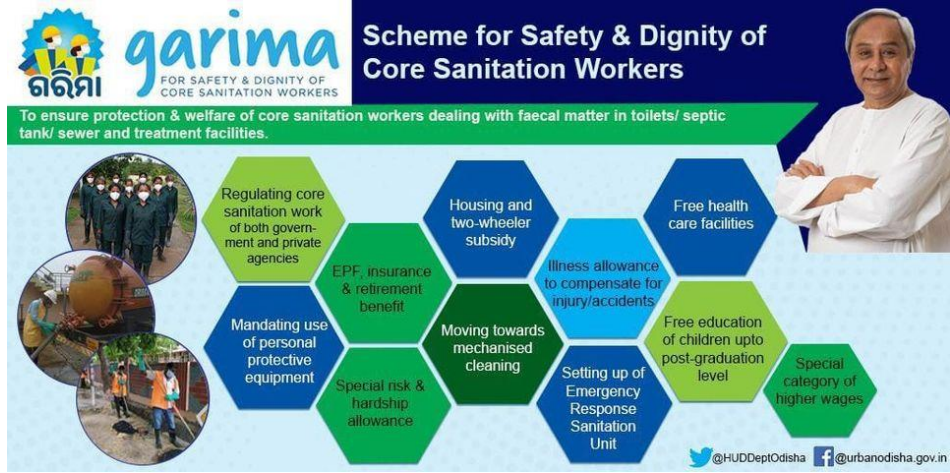 ଗରିମା
garima
FOR SAFETY & DIGNITY OF
CORE SANITATION WORKERS
Scheme for Safety & Dignity of
Core Sanitation Workers
To ensure protection & welfare of core sanitation workers dealing with faecal matter in toilets/ septic
tank/ sewer and treatment facilities.
Regulating core
sanitation work
of both govern-
ment and private
agencies
EPF, insurance
& retirement
benefit
Housing and
two-wheeler
subsidy
Illness allowance
to compensate for
injury/accidents
Free health
care facilities
Mandating use
of personal
protective
equipment
Special risk &
hardship
allowance
Moving towards
mechanised
cleaning
Setting up of
Emergency
Response
Sanitation
Unit
Free education
of children upto
post-graduation
level
Special
category of
higher wages
@HUDDeptOdisha
@urbanodisha.gov.in